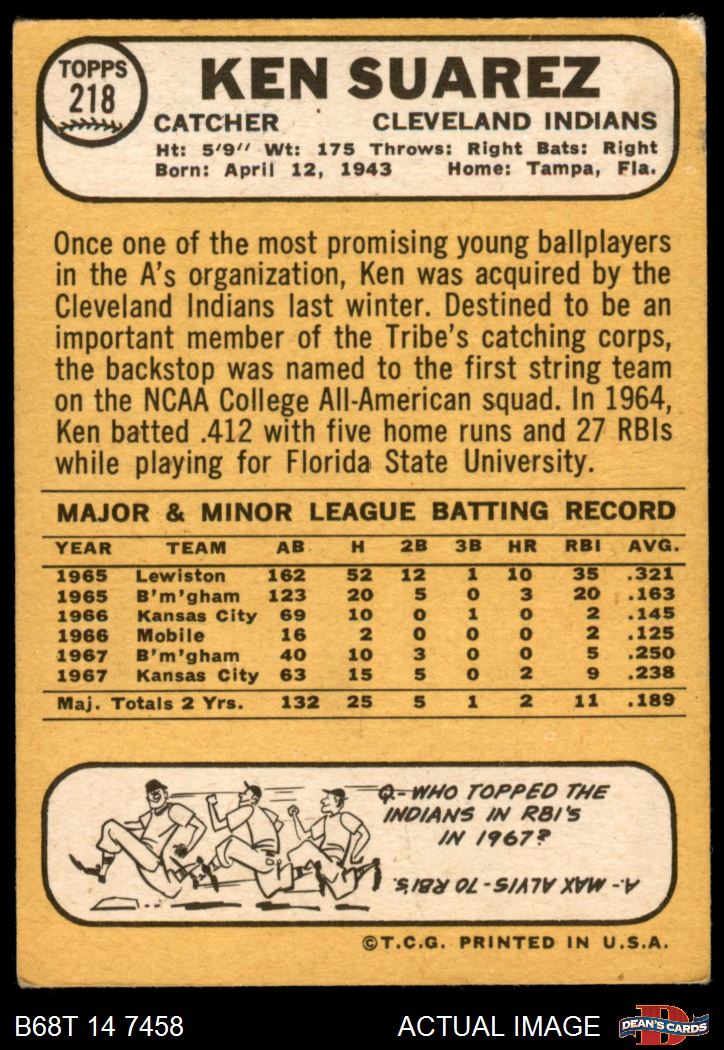 TOPPS
218
KEN SUAREZ
CATCHER CLEVELAND INDIANS
Ht: 5'9" Wt: 175 Throws: Right Bats: Right
Born: April 12, 1943 Home: Tampa, Fla.
Once one of the most promising young ballplayers
in the A's organization, Ken was acquired by the
Cleveland Indians last winter. Destined to be an
important member of the Tribe's catching corps,
the backstop was named to the first string team
on the NCAA College All-American squad. In 1964,
Ken batted .412 with five home runs and 27 RBIs
while playing for Florida State University.
MAJOR & MINOR LEAGUE BATTING RECORD
YEAR TEAM AB H 2B 3B HR RBI AVG.
1965 Lewiston 162 52 12 1 10 35 .321
1965 B'm'gham 123 20 5 0 3 20 .163
1966 Kansas City 69 10 0 1 0 2 .145
1966 Mobile 16 2 0 0 0 2 .125
1967 B'm'gham 40 10 3 0 0 5 .250
1967 Kansas City 63 15 5 0 2 9 .238
Maj. Totals 2 Yrs. 132 25 5 1 2 11 .189
Q-WHO TOPPED THE
INDIANS IN RBI'S
IN 1967?
A-MAX ALVIS-70 RBI'S.
©T.C.G. PRINTED IN U.S.A.
B68T 14 7458 ACTUAL IMAGE DEAN'S CARDS